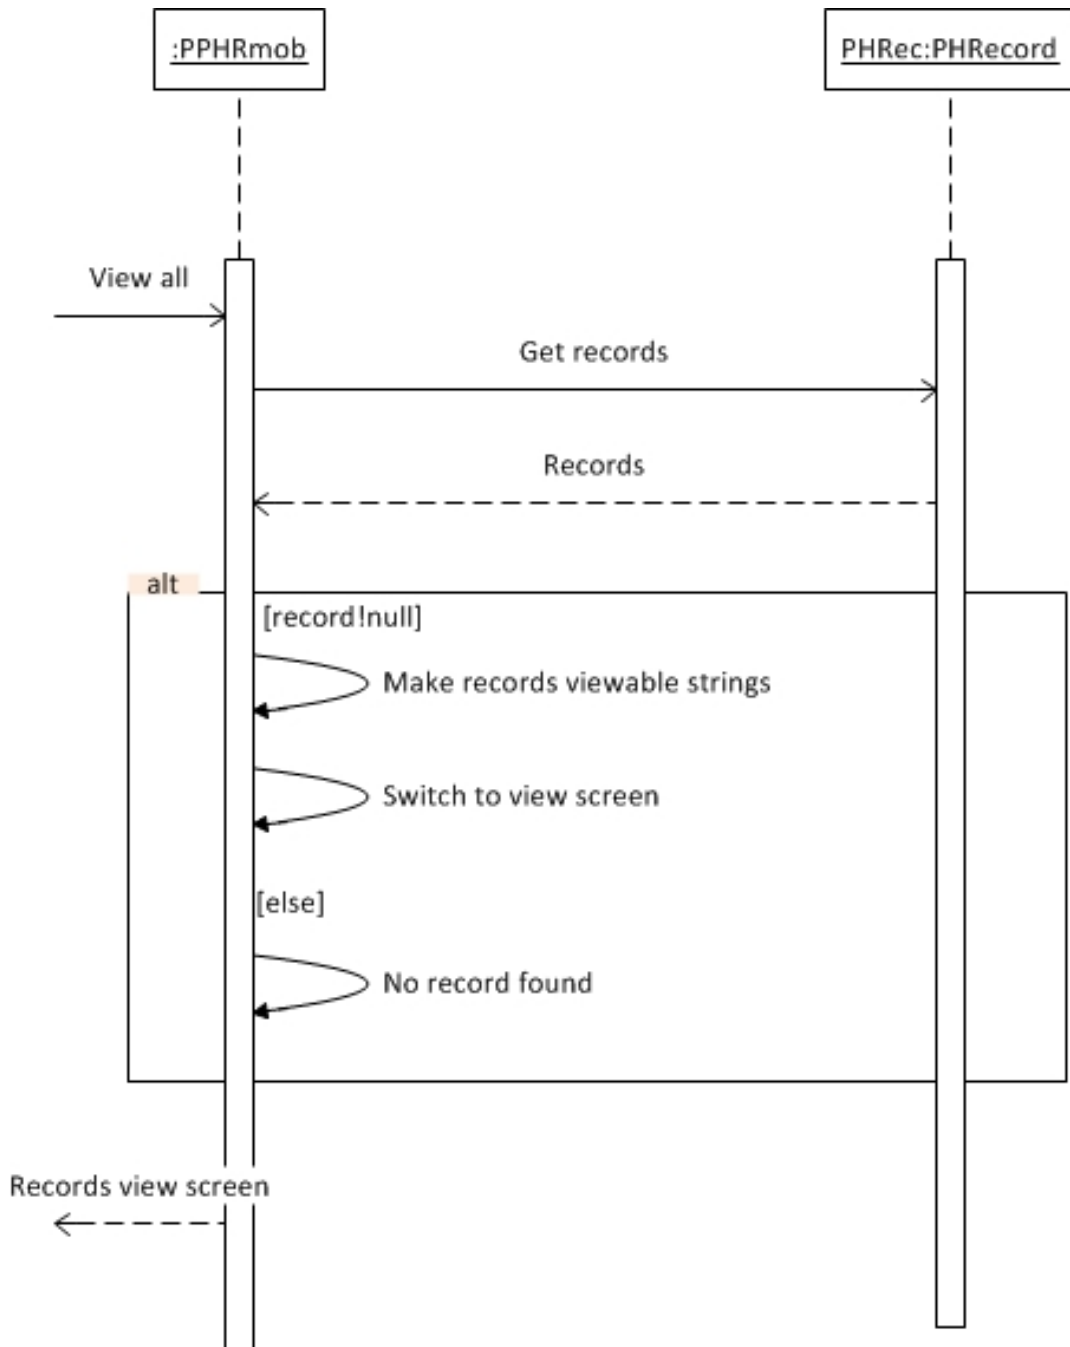 :PPHRmob
PHRec:PHRecord
View all
Get records
Records
alt
[record!null]
Make records viewable strings
Switch to view screen
[else]
No record found
Records view screen